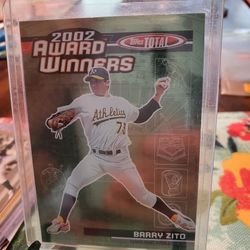 2002
AWARD
WINNERS
Topps TOTAL
Athletics
75
BARRY ZITO